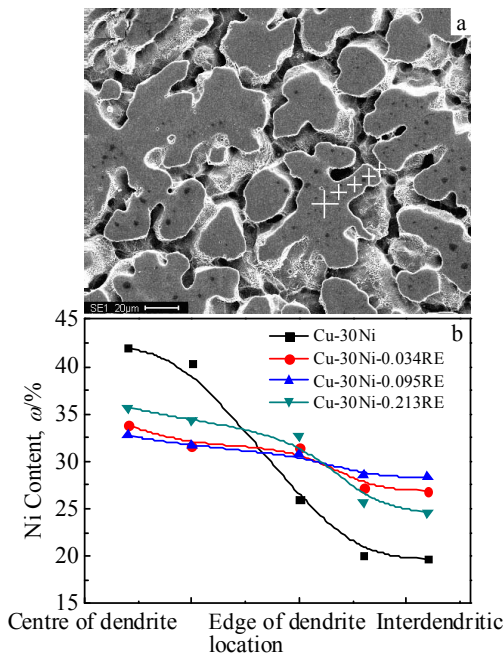 a
SE1 20μm
b
Cu-30Ni
Cu-30Ni-0.034RE
Cu-30Ni-0.095RE
Cu-30Ni-0.213RE
45
40
35
30
25
20
15
Ni Content, ω/%
Centre of dendrite Edge of dendrite Interdendritic
location